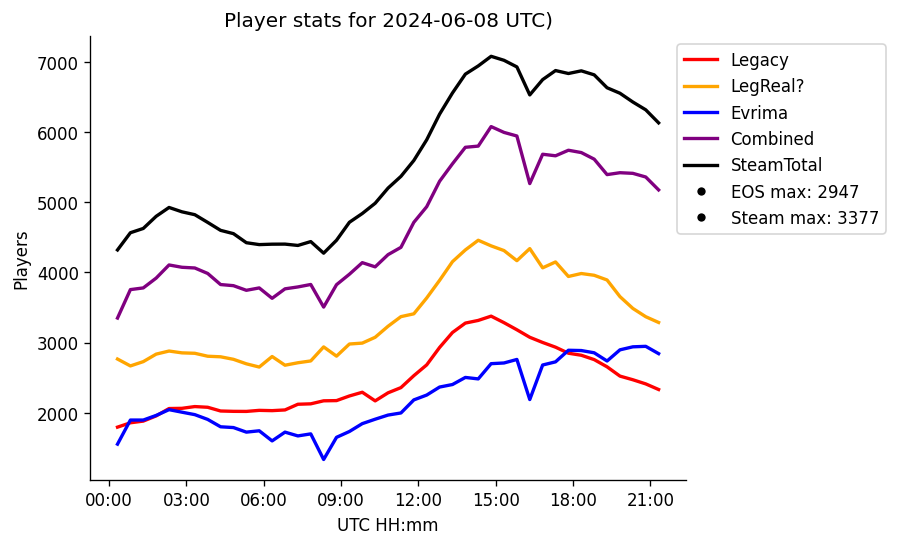 Player stats for 2024-06-08 UTC)
Players
7000
6000
5000
4000
3000
2000
00:00 03:00 06:00 09:00 12:00 15:00 18:00 21:00
UTC HH:mm
Legacy
LegReal?
Evrima
Combined
SteamTotal
EOS max: 2947
Steam max: 3377